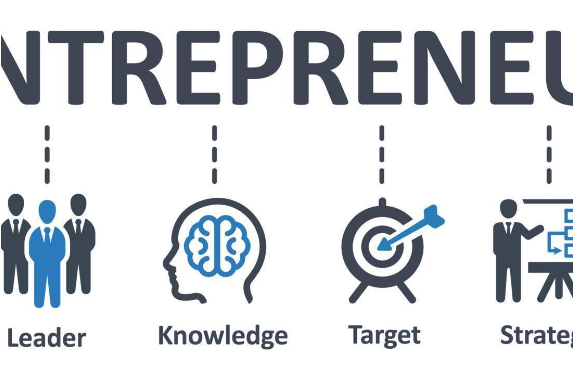 NTREPRENEU
Leader Knowledge Target Strateg